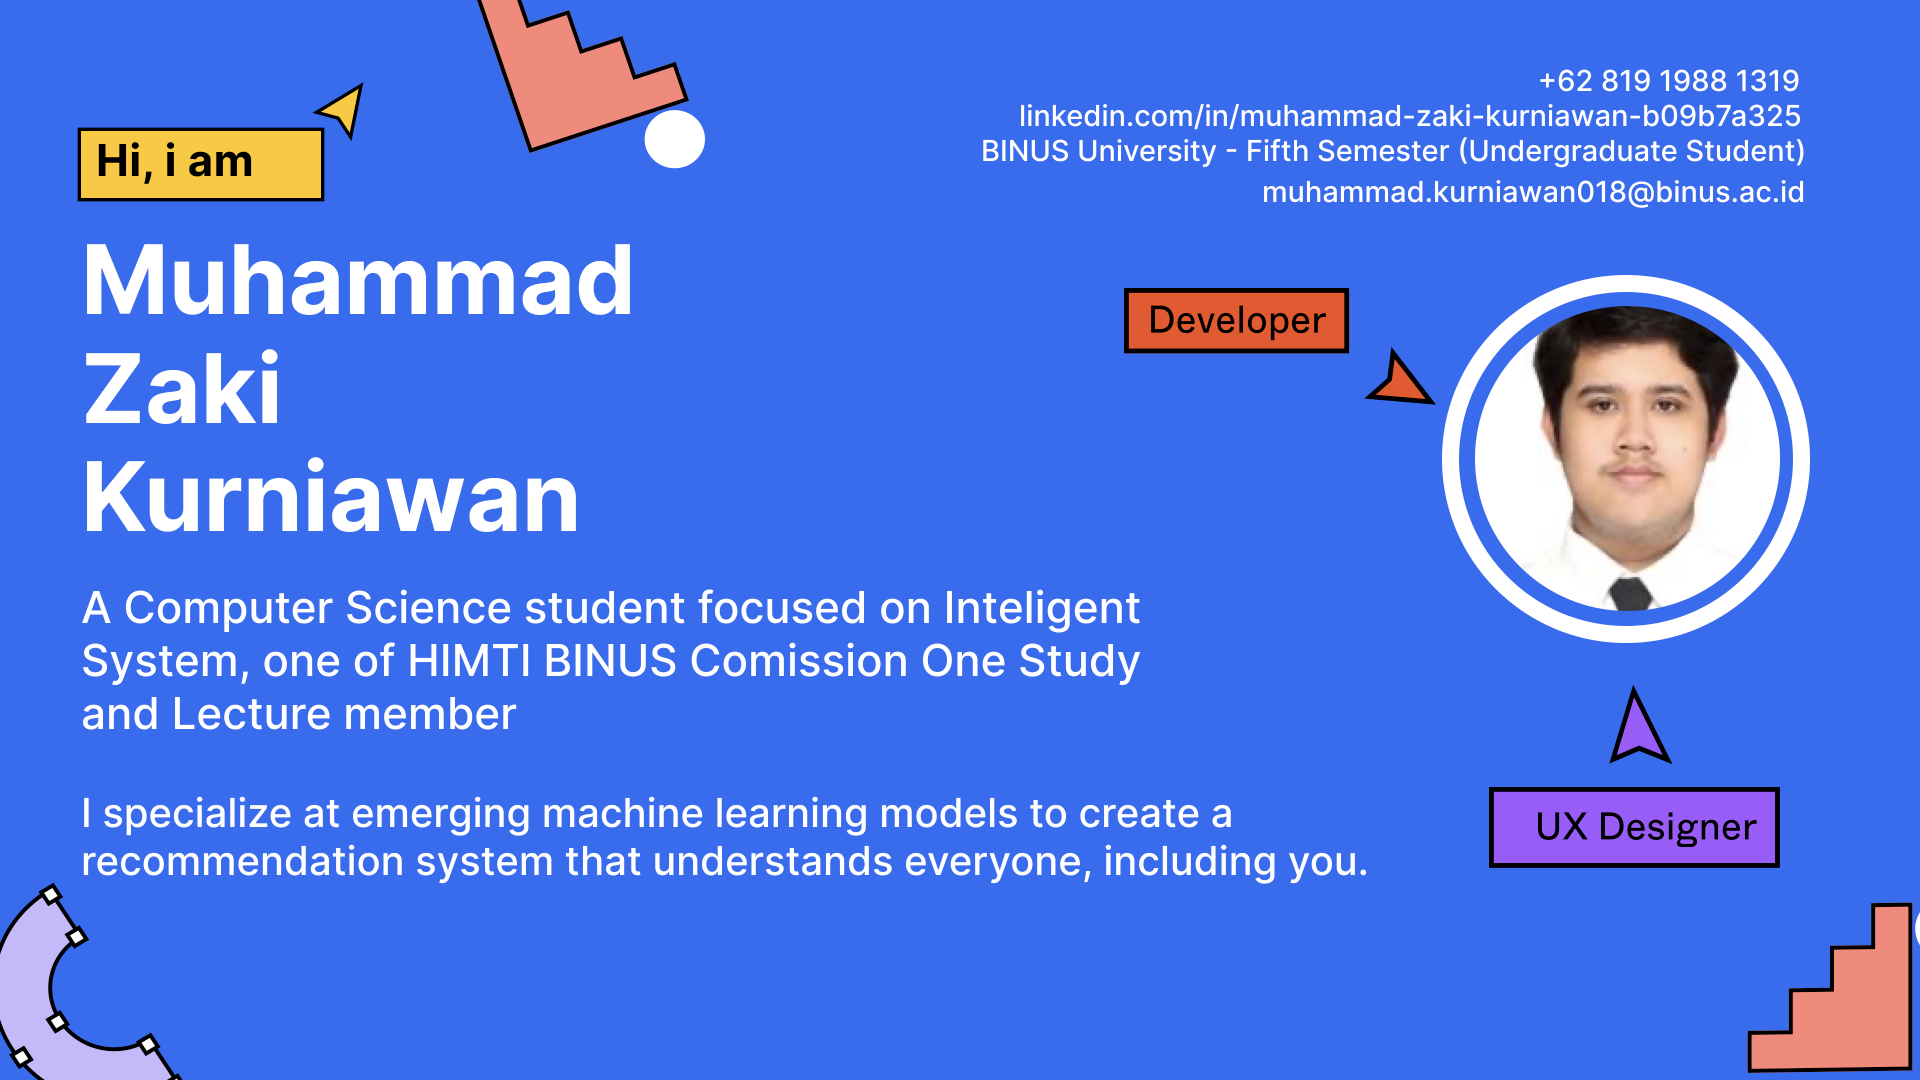 Hi, i am
+62 819 1988 1319
linkedin.com/in/muhammad-zaki-kurniawan-b09b7a325
BINUS University - Fifth Semester (Undergraduate Student)
muhammad.kurniawan018@binus.ac.id
Muhammad
Zaki
Kurniawan
Developer
A Computer Science student focused on Inteligent
System, one of HIMTI BINUS Comission One Study
and Lecture member
I specialize at emerging machine learning models to create a
recommendation system that understands everyone, including you.
UX Designer